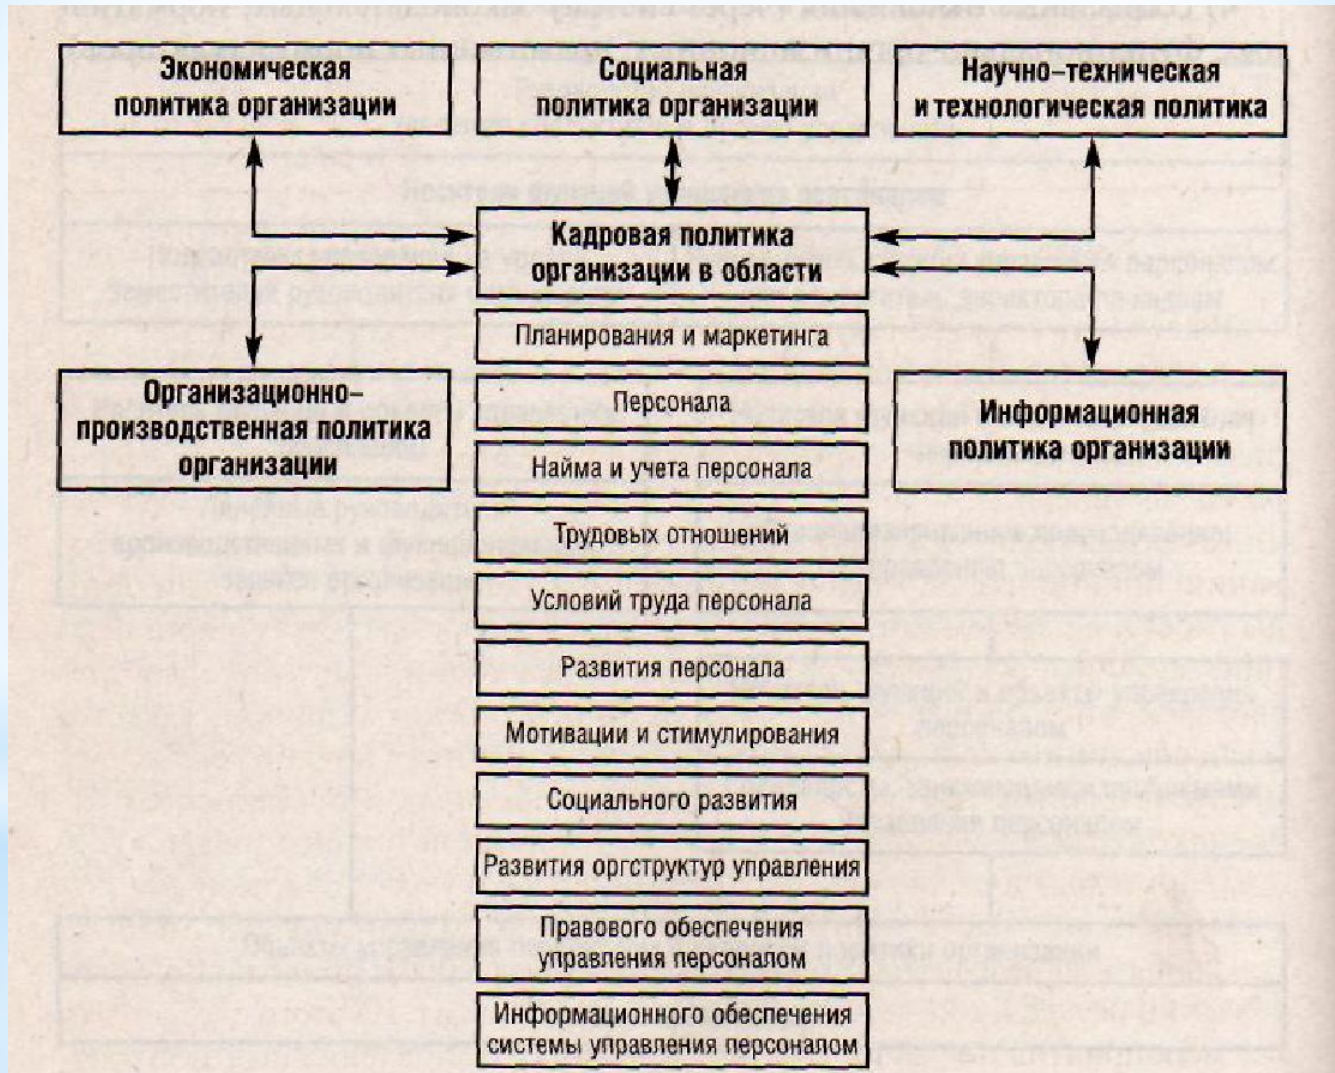 Экономическая
политика организации
Социальная
политика организации
Научно-техническая
и технологическая политика
Кадровая политика
организации в области
Организационно-
производственная политика
организации
Информационная
политика организации
Планирования и маркетинга
Персонала
Найма и учета персонала
Трудовых отношений
Условий труда персонала
Развития персонала
Мотивации и стимулирования
Социального развития
Развития оргструктур управления
Правового обеспечения
управления персоналом
Информационного обеспечения
системы управления персоналом